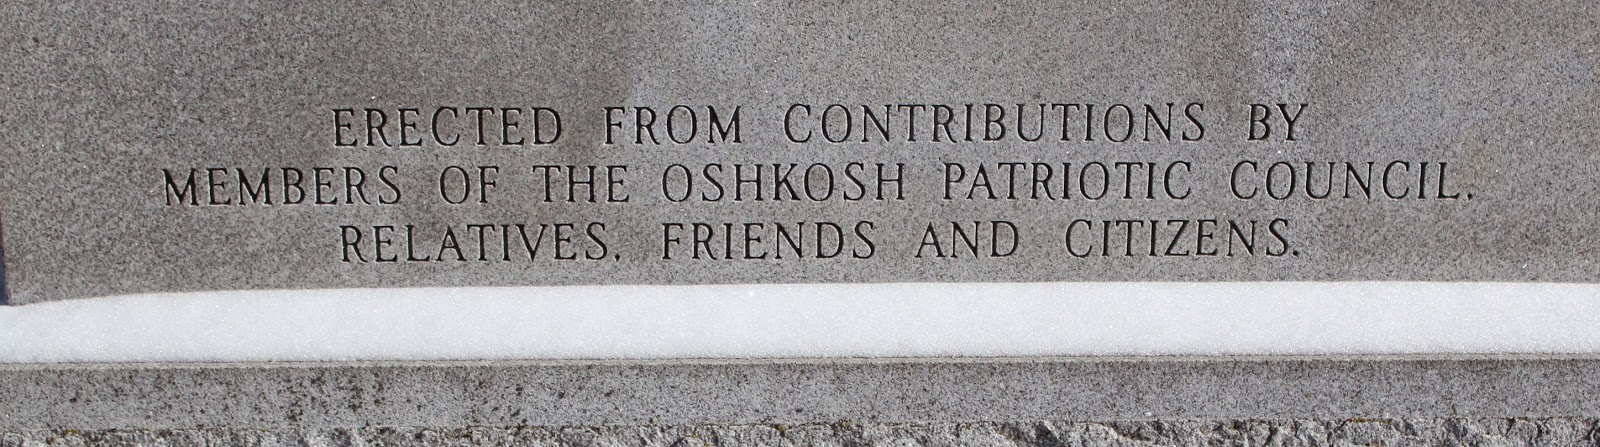 ERECTED FROM CONTRIBUTIONS BY
MEMBERS OF THE OSHKOSH PATRIOTIC COUNCIL.
RELATIVES. FRIENDS AND CITIZENS.